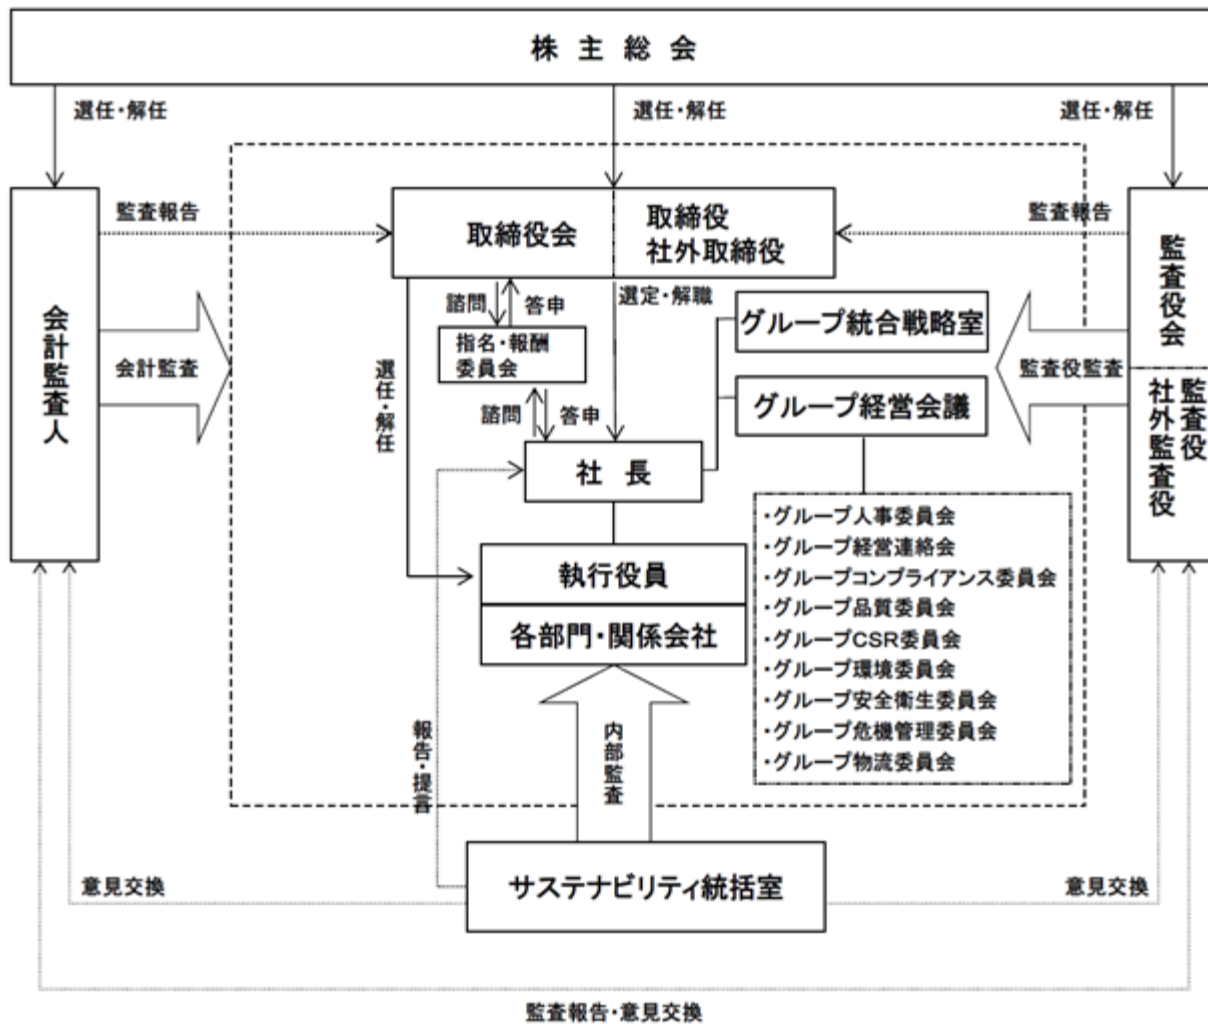 株 主 総 会
選任・解任
選任・解任
選任・解任
監査報告
取締役会
取締役
社外取締役
監査報告
会計監査人
会計監査
諮問
答申
選定・解職
指名・報酬
委員会
選任・解任
諮問
答申
グループ統合戦略室
グループ経営会議
監査役監査
監査役会
監査役
社外監査役
社 長
執行役員
各部門・関係会社
・グループ人事委員会
・グループ経営連絡会
・グループコンプライアンス委員会
・グループ品質委員会
・グループCSR委員会
・グループ環境委員会
・グループ安全衛生委員会
・グループ危機管理委員会
・グループ物流委員会
報告・提言
内部監査
サステナビリティ統括室
意見交換
意見交換
監査報告・意見交換